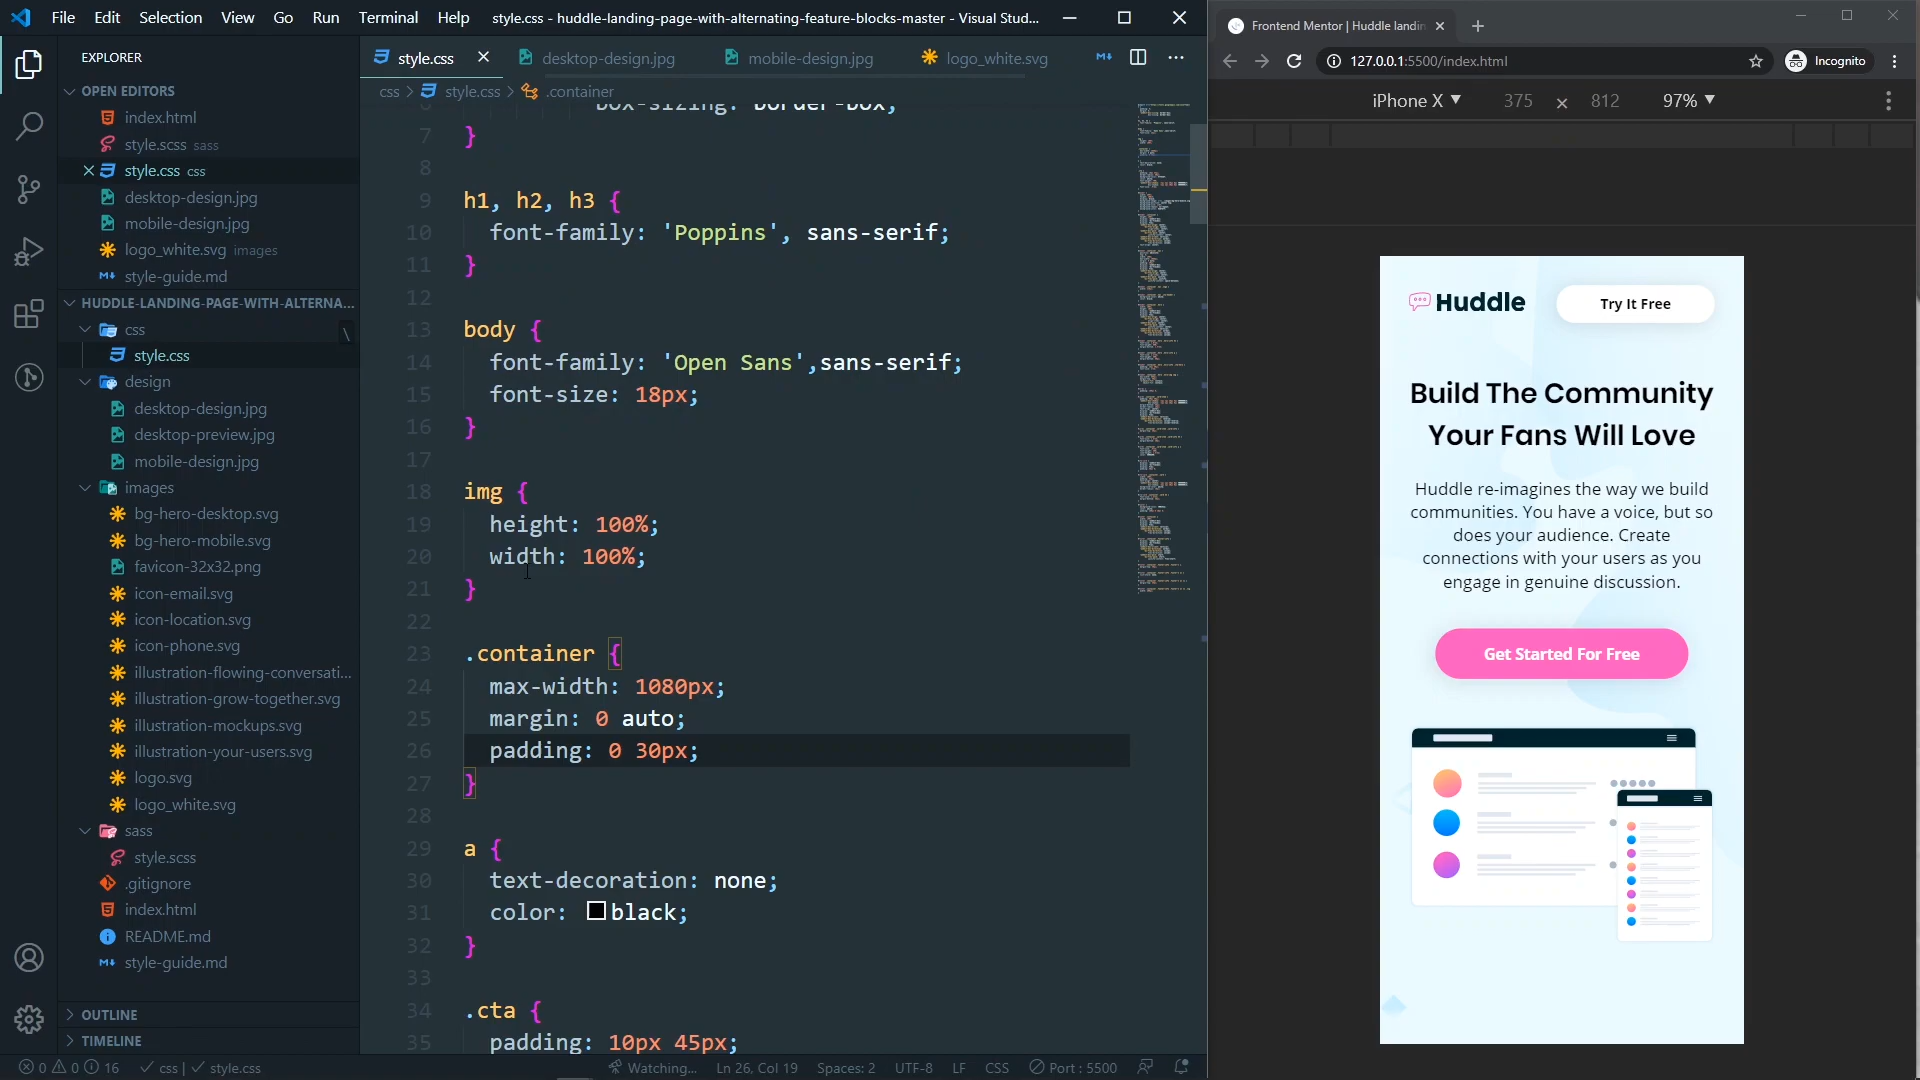 File Edit Selection View Go Run Terminal Help style.css - huddle-landing-page-with-alternating-feature-blocks-master - Visual Stud...
EXPLORER
OPEN EDITORS
index.html
style.scss sass
style.css css
desktop-design.jpg
mobile-design.jpg
logo_white.svg images
style-guide.md
HUDDLE-LANDING-PAGE-WITH-ALTERNA...
css
style.css
design
desktop-design.jpg
desktop-preview.jpg
mobile-design.jpg
images
bg-hero-desktop.svg
bg-hero-mobile.svg
favicon-32x32.png
icon-email.svg
icon-location.svg
icon-phone.svg
illustration-flowing-conversati...
illustration-grow-together.svg
illustration-mockups.svg
illustration-your-users.svg
logo.svg
logo_white.svg
sass
style.scss
.gitignore
index.html
README.md
style-guide.md
OUTLINE
TIMELINE
style.css desktop-design.jpg mobile-design.jpg logo_white.svg
css > style.css > .container
6 box-sizing: border-box;
7 }
8
9 h1, h2, h3 {
10 font-family: 'Poppins', sans-serif;
11 }
12
13 body {
14 font-family: 'Open Sans',sans-serif;
15 font-size: 18px;
16 }
17
18 img {
19 height: 100%;
20 width: 100%;
21 }
22
23 .container {
24 max-width: 1080px;
25 margin: 0 auto;
26 padding: 0 30px;
27 }
28
29 a {
30 text-decoration: none;
31 color: black;
32 }
33
34 .cta {
35 padding: 10px 45px;
0 0 16 css | style.css Watching... Ln 26, Col 19 Spaces: 2 UTF-8 LF CSS Port : 5500
Frontend Mentor | Huddle landin
127.0.0.1:5500/index.html Incognito
iPhone X 375 × 812 97%
Huddle Try It Free
Build The Community
Your Fans Will Love
Huddle re-imagines the way we build
communities. You have a voice, but so
does your audience. Create
connections with your users as you
engage in genuine discussion.
Get Started For Free